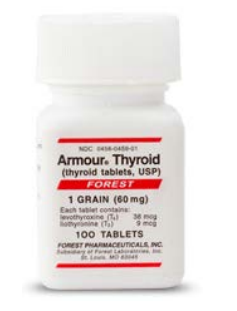 NDC 0456-0459-01
Armour® Thyroid
(thyroid tablets, USP)
FOREST
1 GRAIN (60 mg)
Each tablet contains:
levothyroxine (T₄) 38 mcg
liothyronine (T₃) 9 mcg
100 TABLETS
FOREST PHARMACEUTICALS, INC.
Subsidiary of Forest Laboratories, Inc.
St. Louis, MO 63045